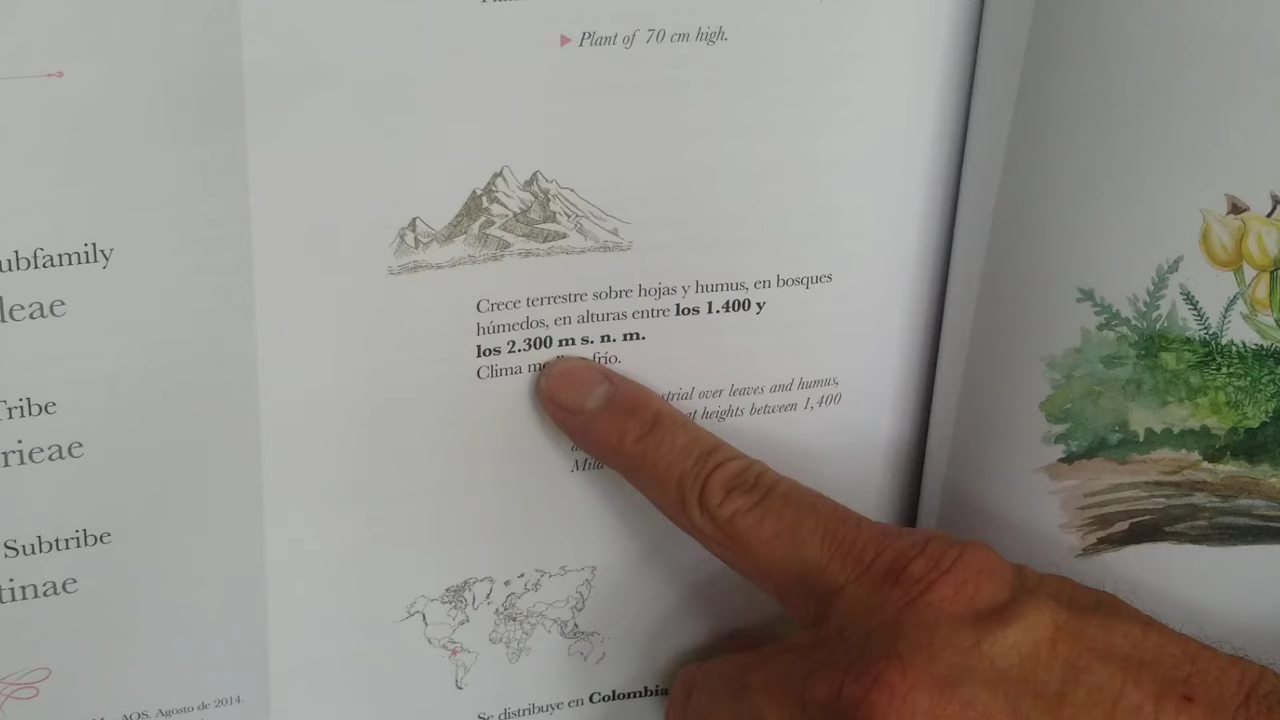 Plant of 70 cm high.
ubfamily
leae
Crece terrestre sobre hojas y humus, en bosques
húmedos, en alturas entre los 1.400 y
los 2.300 m s. n. m.
Clima frío.
strial over leaves and humus,
at heights between 1,400
Tribe
rieae
Subtribe
tinae
AOS. Agosto de 2014.
Se distribuye en Colombia